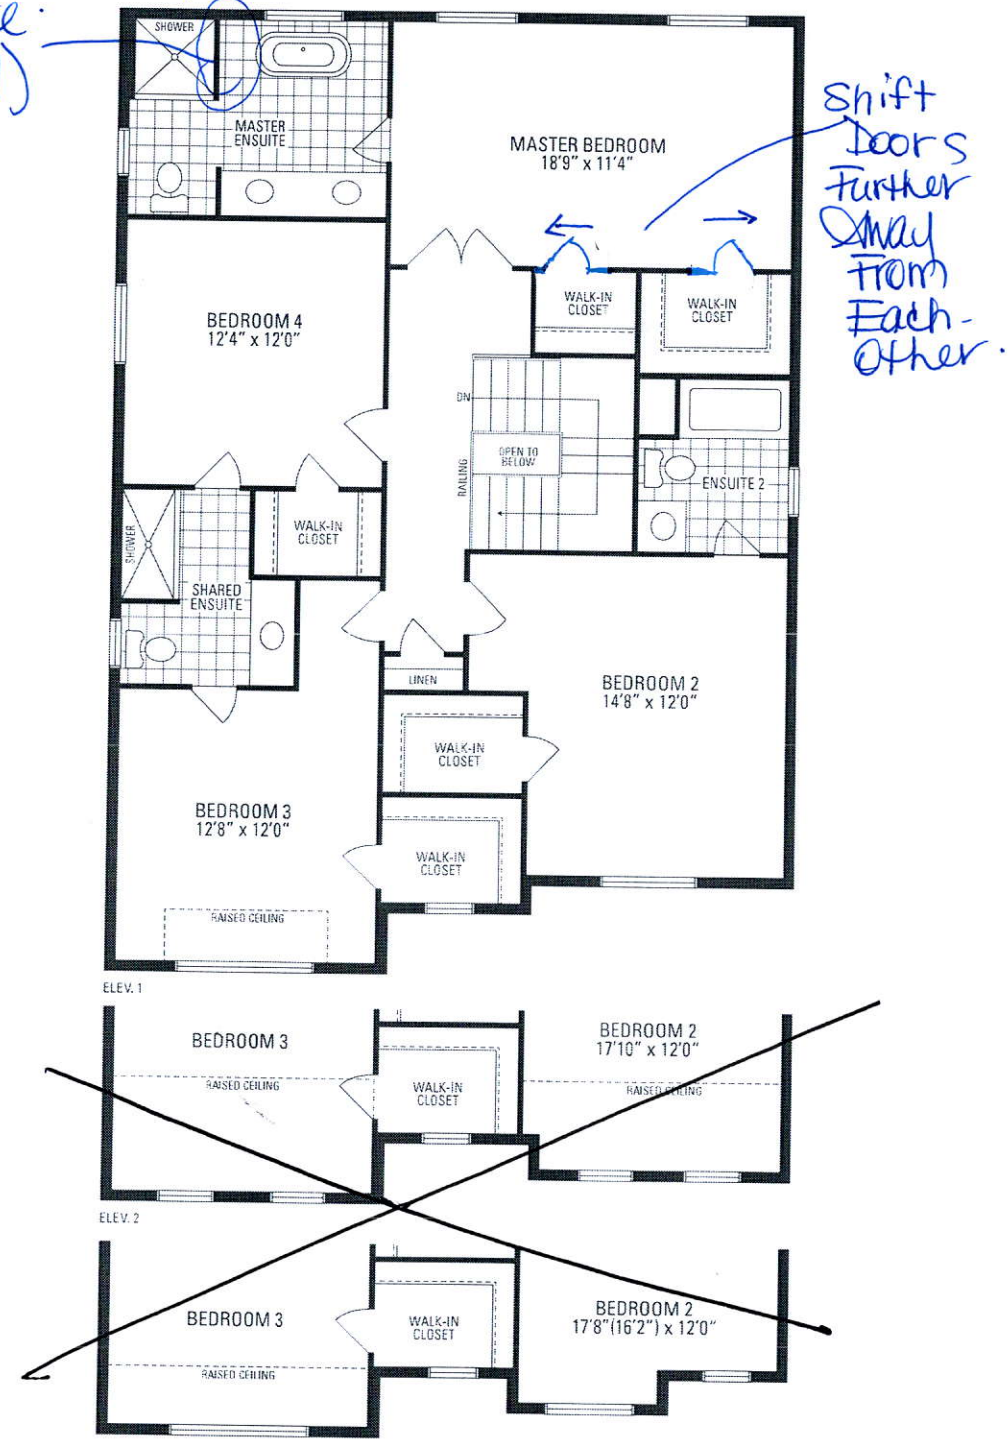 SHOWER
MASTER
ENSUITE
MASTER BEDROOM
18'9" x 11'4"
Shift
Doors
Further
Away
From
Each-
Other.
WALK-IN
CLOSET
WALK-IN
CLOSET
BEDROOM 4
12'4" x 12'0"
DN
OPEN TO
BELOW
RAILING
ENSUITE 2
WALK-IN
CLOSET
SHOWER
SHARED
ENSUITE
LINEN
BEDROOM 2
14'8" x 12'0"
WALK-IN
CLOSET
BEDROOM 3
12'8" x 12'0"
WALK-IN
CLOSET
RAISED CEILING
ELEV. 1
BEDROOM 3
RAISED CEILING
WALK-IN
CLOSET
BEDROOM 2
17'10" x 12'0"
RAISED CEILING
ELEV. 2
BEDROOM 3
RAISED CEILING
WALK-IN
CLOSET
BEDROOM 2
17'8"(16'2") x 12'0"